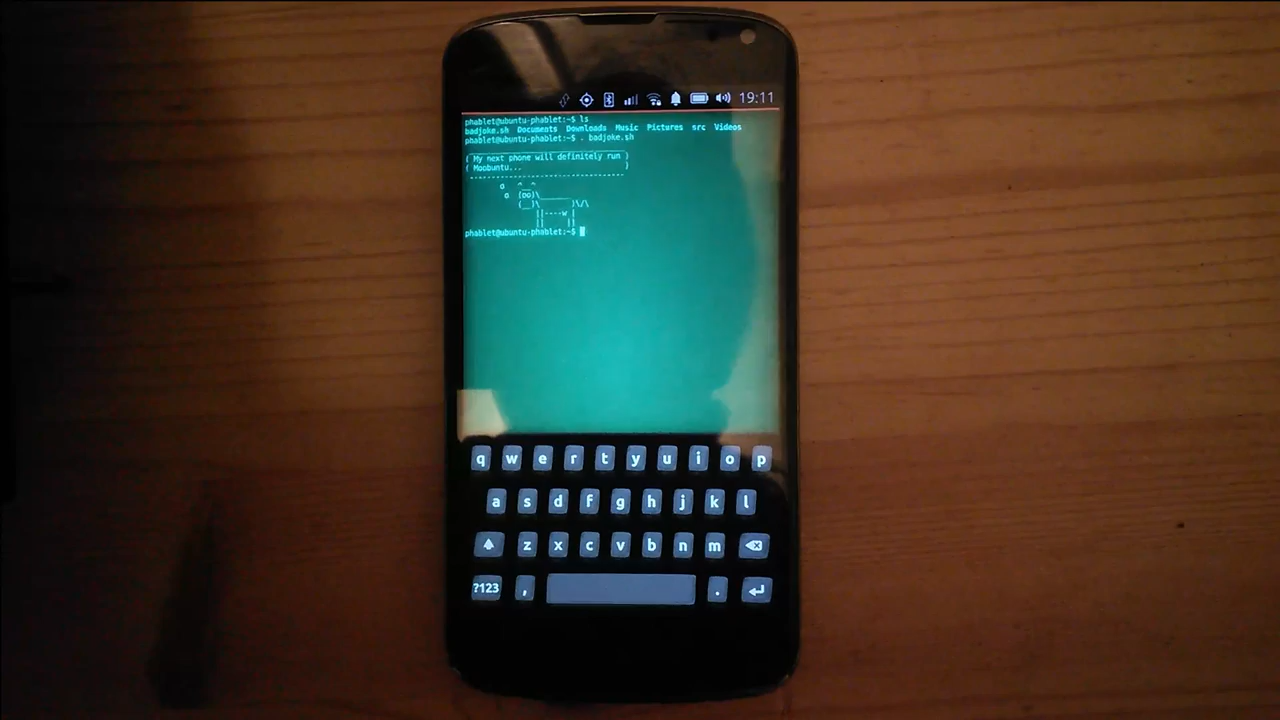 19:11
phablet@ubuntu-phablet:~$ ls
badjoke.sh Documents Downloads Music Pictures src Videos
phablet@ubuntu-phablet:~$ . badjoke.sh
( My next phone will definitely run )
( Moobuntu... )
phablet@ubuntu-phablet:~$
q w e r t y u i o p
a s d f g h j k l
z x c v b n m
?123 , .